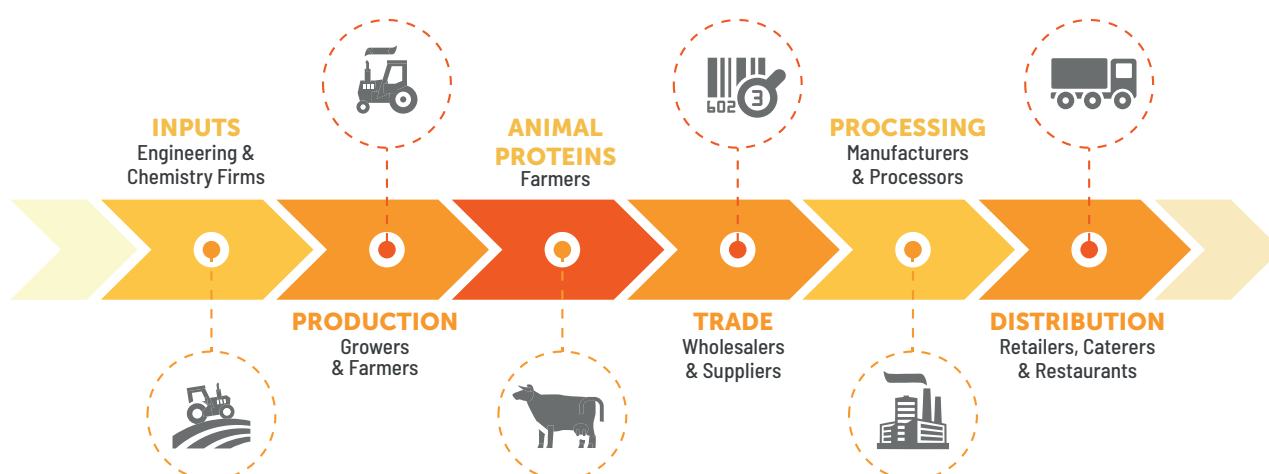 INPUTS
Engineering &
Chemistry Firms
PRODUCTION
Growers
& Farmers
ANIMAL
PROTEINS
Farmers
602
3
TRADE
Wholesalers
& Suppliers
PROCESSING
Manufacturers
& Processors
DISTRIBUTION
Retailers, Caterers
& Restaurants